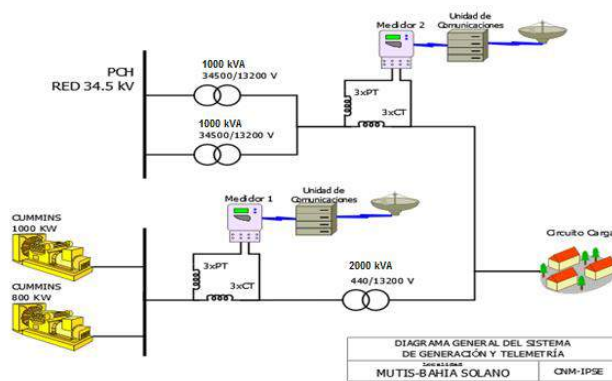 Medidor 2
Unidad de
Comunicaciones
PCH
RED 34.5 kV
1000 kVA
34500/13200 V
3xPT
3xCT
1000 kVA
34500/13200 V
Medidor 1
Unidad de
Comunicaciones
CUMMINS
1000 KW
3xPT
3xCT
2000 kVA
440/13200 V
Circuito Carga
CUMMINS
800 KW
DIAGRAMA GENERAL DEL SISTEMA
DE GENERACIÓN Y TELEMETRÍA
Localidad
MUTIS-BAHIA SOLANO
CNM-IPSE